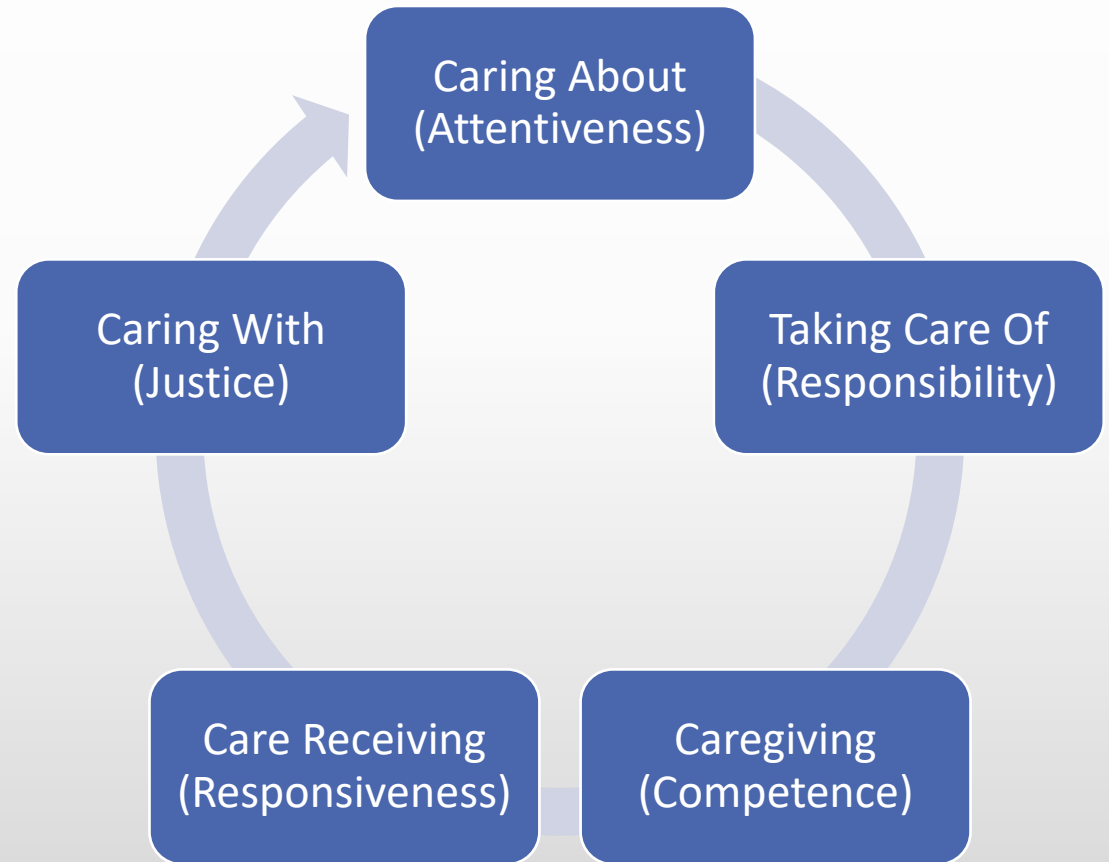 Caring About
(Attentiveness)
Taking Care Of
(Responsibility)
Caregiving
(Competence)
Care Receiving
(Responsiveness)
Caring With
(Justice)